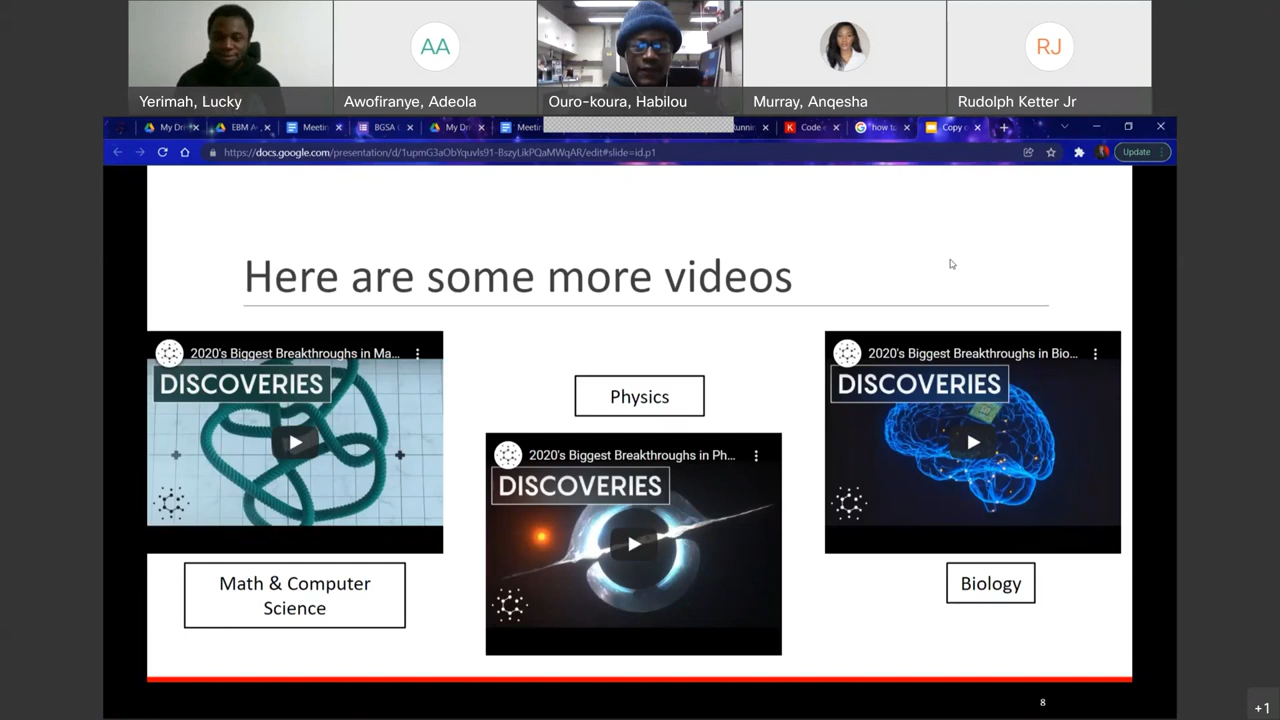 AA
RJ
Yerimah, Lucky
Awofiranye, Adeola
Ouro-koura, Habilou
Murray, Anqesha
Rudolph Ketter Jr
My Driv
EBM A
Meetin
BGSA C
My Dr
Meetin
unnin
Code e
how to
Copy c
https://docs.google.com/presentation/d/1upmG3aObYquvls91-BszyLikPQaMWqAR/edit#slide=id.p1
Update
Here are some more videos
2020's Biggest Breakthroughs in Ma...
DISCOVERIES
Math & Computer
Science
Physics
2020's Biggest Breakthroughs in Ph...
DISCOVERIES
2020's Biggest Breakthroughs in Bio...
DISCOVERIES
Biology
8
+1